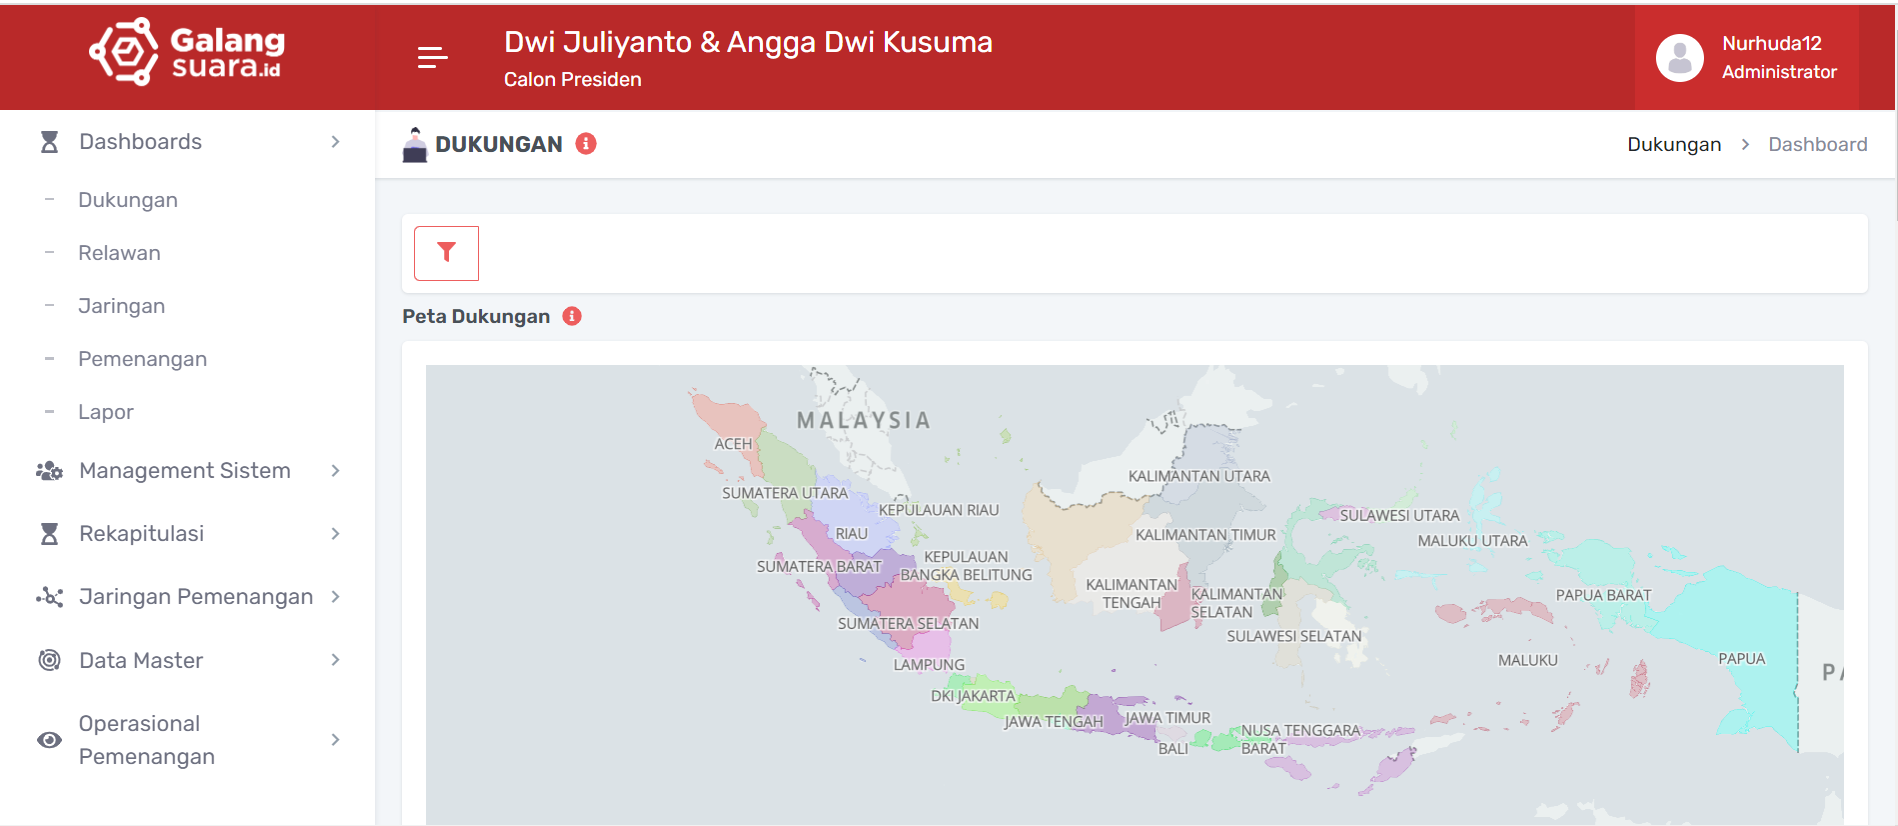 Galang
suara.id
Dwi Juliyanto & Angga Dwi Kusuma
Calon Presiden
Nurhuda12
Administrator
Dashboards
Dukungan
Relawan
Jaringan
Pemenangan
Lapor
Management Sistem
Rekapitulasi
Jaringan Pemenangan
Data Master
Operasional
Pemenangan
DUKUNGAN
Dukungan > Dashboard
Peta Dukungan
MALAYSIA
ACEH
SUMATERA UTARA
KEPULAUAN RIAU
RIAU
SUMATERA BARAT
KEPULAUAN
BANGKA BELITUNG
SUMATERA SELATAN
LAMPUNG
DKI JAKARTA
JAWA TENGAH
JAWA TIMUR
BALI
NUSA TENGGARA
BARAT
KALIMANTAN UTARA
KALIMANTAN TIMUR
KALIMANTAN
TENGAH
KALIMANTAN
SELATAN
SULAWESI UTARA
SULAWESI SELATAN
MALUKU UTARA
MALUKU
PAPUA BARAT
PAPUA
PA